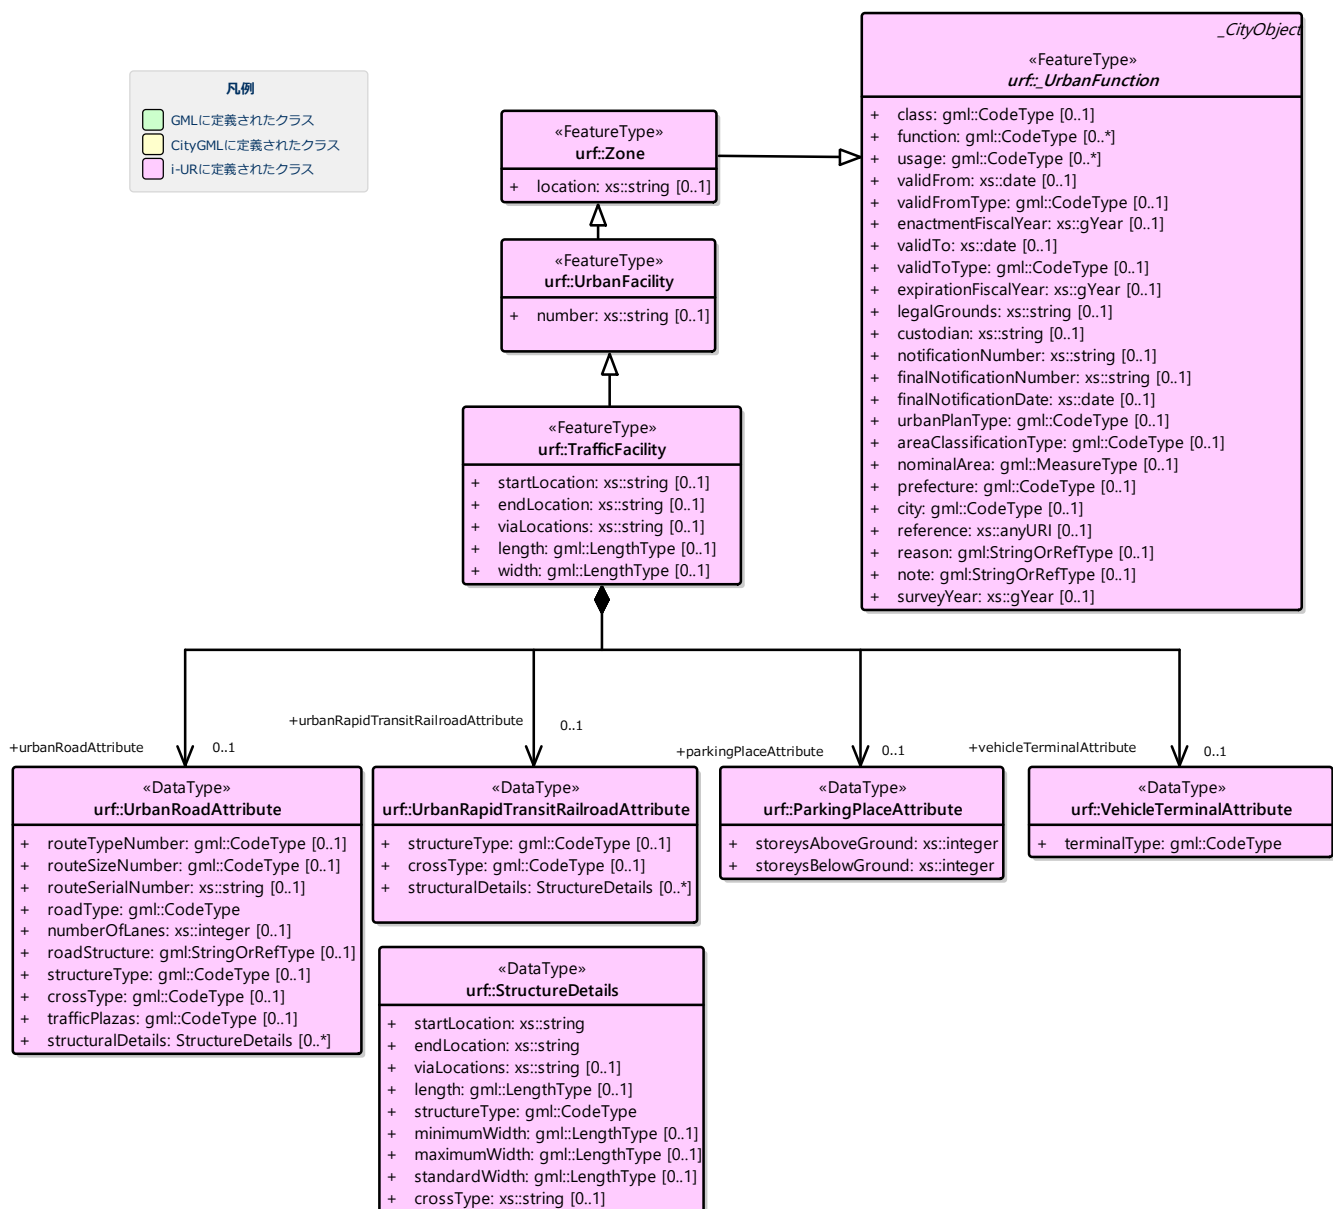 凡例
GMLに定義されたクラス
CityGMLに定義されたクラス
i-URに定義されたクラス
_CityObject
«FeatureType»
urf::_UrbanFunction
+ class: gml::CodeType [0..1]
+ function: gml::CodeType [0..*]
+ usage: gml::CodeType [0..*]
+ validFrom: xs::date [0..1]
+ validFromType: gml::CodeType [0..1]
+ enactmentFiscalYear: xs::gYear [0..1]
+ validTo: xs::date [0..1]
+ validToType: gml::CodeType [0..1]
+ expirationFiscalYear: xs::gYear [0..1]
+ legalGrounds: xs::string [0..1]
+ custodian: xs::string [0..1]
+ notificationNumber: xs::string [0..1]
+ finalNotificationNumber: xs::string [0..1]
+ finalNotificationDate: xs::date [0..1]
+ urbanPlanType: gml::CodeType [0..1]
+ areaClassificationType: gml::CodeType [0..1]
+ nominalArea: gml::MeasureType [0..1]
+ prefecture: gml::CodeType [0..1]
+ city: gml::CodeType [0..1]
+ reference: xs::anyURI [0..1]
+ reason: gml:StringOrRefType [0..1]
+ note: gml:StringOrRefType [0..1]
+ surveyYear: xs::gYear [0..1]
«FeatureType»
urf::Zone
+ location: xs::string [0..1]
«FeatureType»
urf::UrbanFacility
+ number: xs::string [0..1]
«FeatureType»
urf::TrafficFacility
+ startLocation: xs::string [0..1]
+ endLocation: xs::string [0..1]
+ viaLocations: xs::string [0..1]
+ length: gml::LengthType [0..1]
+ width: gml::LengthType [0..1]
+urbanRoadAttribute 0..1
+urbanRapidTransitRailroadAttribute 0..1
+parkingPlaceAttribute 0..1
+vehicleTerminalAttribute 0..1
«DataType»
urf::UrbanRoadAttribute
+ routeTypeNumber: gml::CodeType [0..1]
+ routeSizeNumber: gml::CodeType [0..1]
+ routeSerialNumber: xs::string [0..1]
+ roadType: gml::CodeType
+ numberOfLanes: xs::integer [0..1]
+ roadStructure: gml:StringOrRefType [0..1]
+ structureType: gml::CodeType [0..1]
+ crossType: gml::CodeType [0..1]
+ trafficPlazas: gml::CodeType [0..1]
+ structuralDetails: StructureDetails [0..*]
«DataType»
urf::UrbanRapidTransitRailroadAttribute
+ structureType: gml::CodeType [0..1]
+ crossType: gml::CodeType [0..1]
+ structuralDetails: StructureDetails [0..*]
«DataType»
urf::ParkingPlaceAttribute
+ storeysAboveGround: xs::integer
+ storeysBelowGround: xs::integer
«DataType»
urf::VehicleTerminalAttribute
+ terminalType: gml::CodeType
«DataType»
urf::StructureDetails
+ startLocation: xs::string
+ endLocation: xs::string
+ viaLocations: xs::string [0..1]
+ length: gml::LengthType [0..1]
+ structureType: gml::CodeType
+ minimumWidth: gml::LengthType [0..1]
+ maximumWidth: gml::LengthType [0..1]
+ standardWidth: gml::LengthType [0..1]
+ crossType: xs::string [0..1]